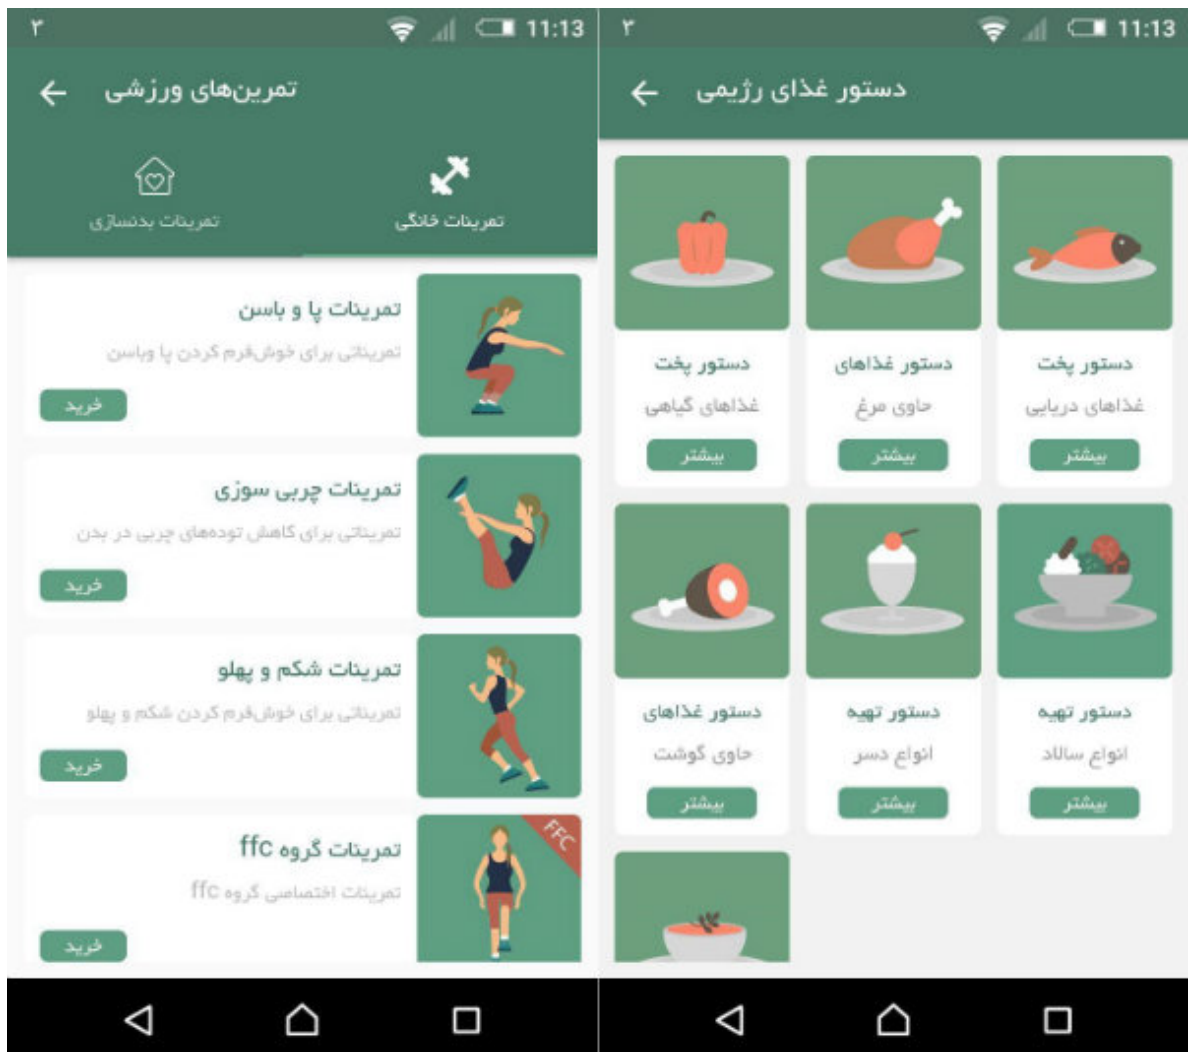 ۳
11:13
تمرین‌های ورزشی
تمرینات خانگی
تمرینات بدنسازی
تمرینات پا و باسن
تمریناتی برای خوش‌فرم کردن پا وباسن
خرید
تمرینات چربی سوزی
تمریناتی برای کاهش توده‌های چربی در بدن
خرید
تمرینات شکم و پهلو
تمریناتی برای خوش‌فرم کردن شکم و پهلو
خرید
FFC
تمرینات گروه ffc
تمرینات اختصاصی گروه ffc
خرید
۳
11:13
دستور غذای رژیمی
دستور پخت
غذاهای دریایی
بیشتر
دستور غذاهای
حاوی مرغ
بیشتر
دستور پخت
غذاهای گیاهی
بیشتر
دستور تهیه
انواع سالاد
بیشتر
دستور تهیه
انواع دسر
بیشتر
دستور غذاهای
حاوی گوشت
بیشتر